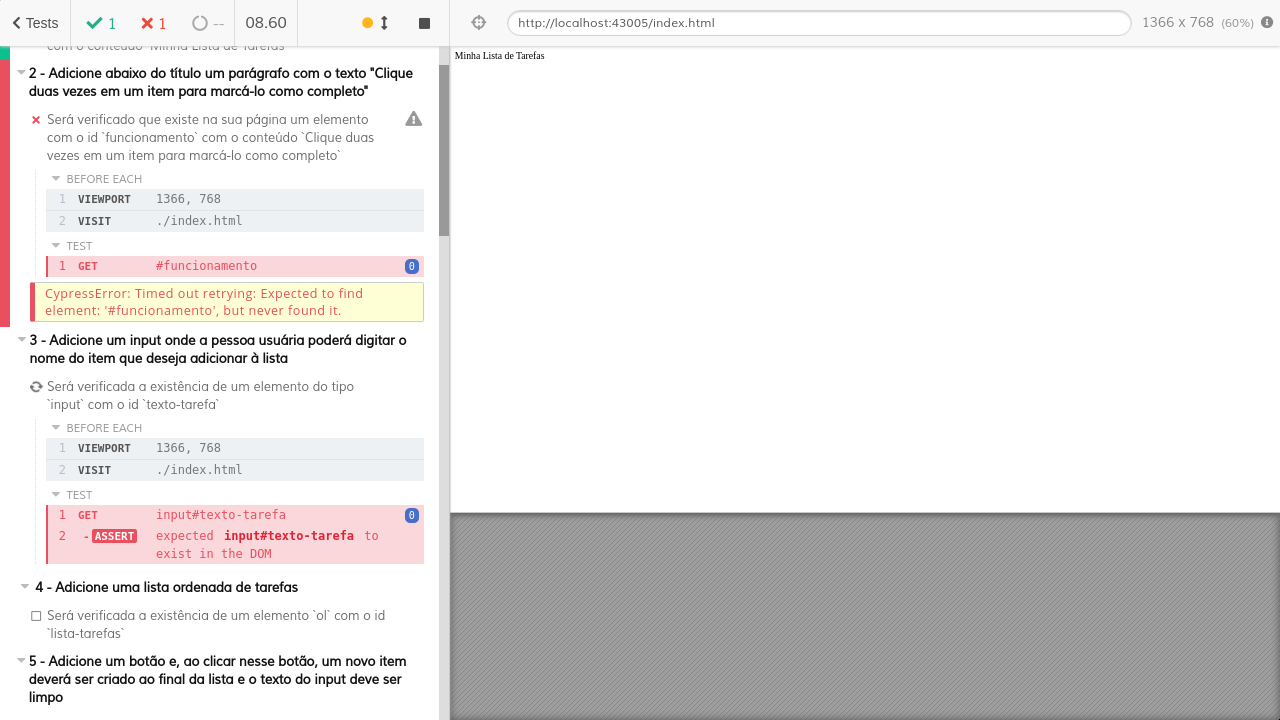 Tests
1
1
--
08.60
http://localhost:43005/index.html
1366 x 768 (60%)
com o conteúdo `Minha Lista de Tarefas`
2 - Adicione abaixo do título um parágrafo com o texto "Clique
duas vezes em um item para marcá-lo como completo"
Será verificado que existe na sua página um elemento
com o id `funcionamento` com o conteúdo `Clique duas
vezes em um item para marcá-lo como completo`
BEFORE EACH
1 VIEWPORT 1366, 768
2 VISIT ./index.html
TEST
1 GET #funcionamento 0
CypressError: Timed out retrying: Expected to find
element: '#funcionamento', but never found it.
3 - Adicione um input onde a pessoa usuária poderá digitar o
nome do item que deseja adicionar à lista
Será verificada a existência de um elemento do tipo
`input` com o id `texto-tarefa`
BEFORE EACH
1 VIEWPORT 1366, 768
2 VISIT ./index.html
TEST
1 GET input#texto-tarefa 0
2 - ASSERT expected input#texto-tarefa to
exist in the DOM
4 - Adicione uma lista ordenada de tarefas
Será verificada a existência de um elemento `ol` com o id
`lista-tarefas`
5 - Adicione um botão e, ao clicar nesse botão, um novo item
deverá ser criado ao final da lista e o texto do input deve ser
limpo
Minha Lista de Tarefas